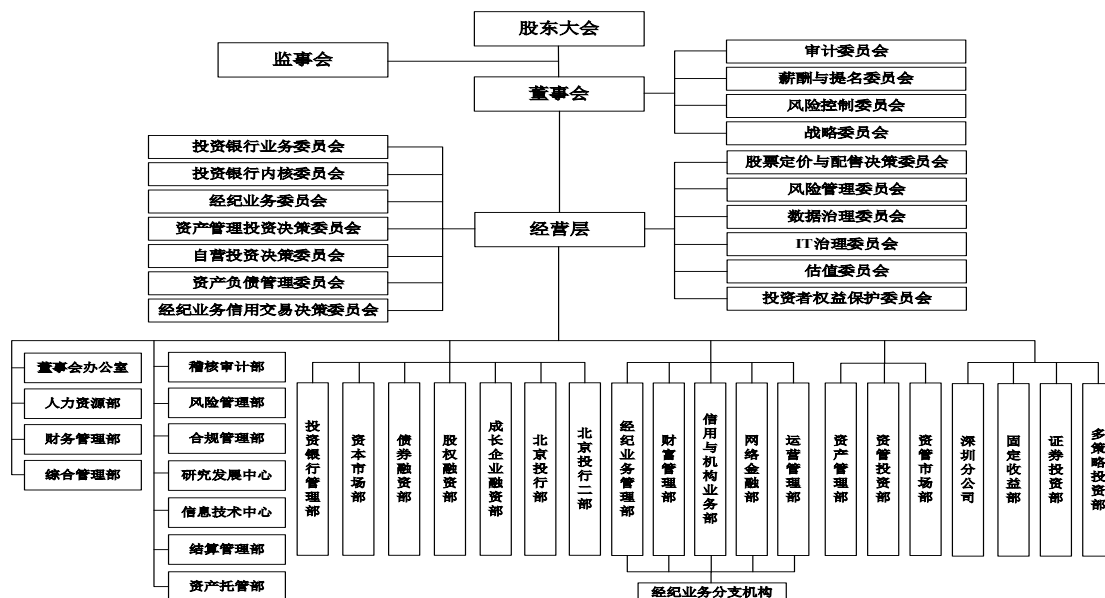 股东大会
监事会
董事会
审计委员会
薪酬与提名委员会
风险控制委员会
战略委员会
投资银行业务委员会
投资银行内核委员会
经纪业务委员会
资产管理投资决策委员会
自营投资决策委员会
资产负债管理委员会
经纪业务信用交易决策委员会
经营层
股票定价与配售决策委员会
风险管理委员会
数据治理委员会
IT治理委员会
估值委员会
投资者权益保护委员会
董事会办公室
人力资源部
财务管理部
综合管理部
稽核审计部
风险管理部
合规管理部
研究发展中心
信息技术中心
结算管理部
资产托管部
投资银行管理部
资本市场部
债券融资部
股权融资部
成长企业融资部
北京投行部
北京投行二部
经纪业务管理部
财富管理部
信用与机构业务部
网络金融部
运营管理部
资产管理部
资管投资部
资管市场部
深圳分公司
固定收益部
证券投资部
多策略投资部
经纪业务分支机构